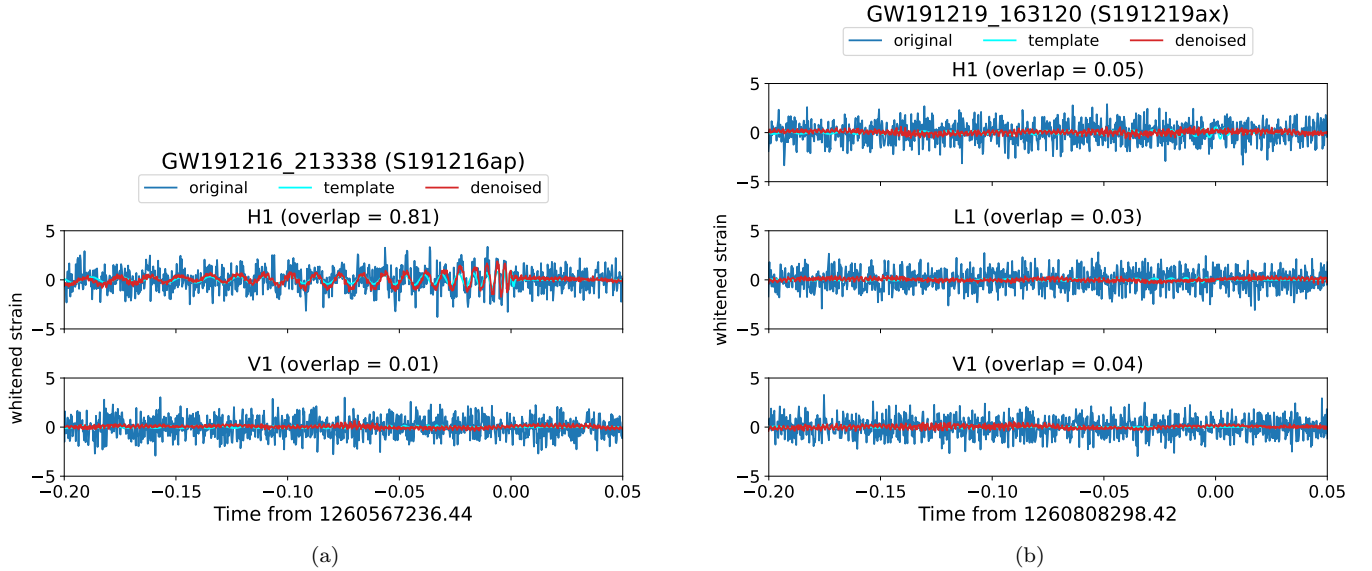 GW191216_213338 (S191216ap)
original template denoised
H1 (overlap = 0.81)
5
0
−5
V1 (overlap = 0.01)
5
0
−5
whitened strain
−0.20 −0.15 −0.10 −0.05 0.00 0.05
Time from 1260567236.44
(a)
GW191219_163120 (S191219ax)
original template denoised
H1 (overlap = 0.05)
5
0
−5
L1 (overlap = 0.03)
5
0
−5
V1 (overlap = 0.04)
5
0
−5
whitened strain
−0.20 −0.15 −0.10 −0.05 0.00 0.05
Time from 1260808298.42
(b)